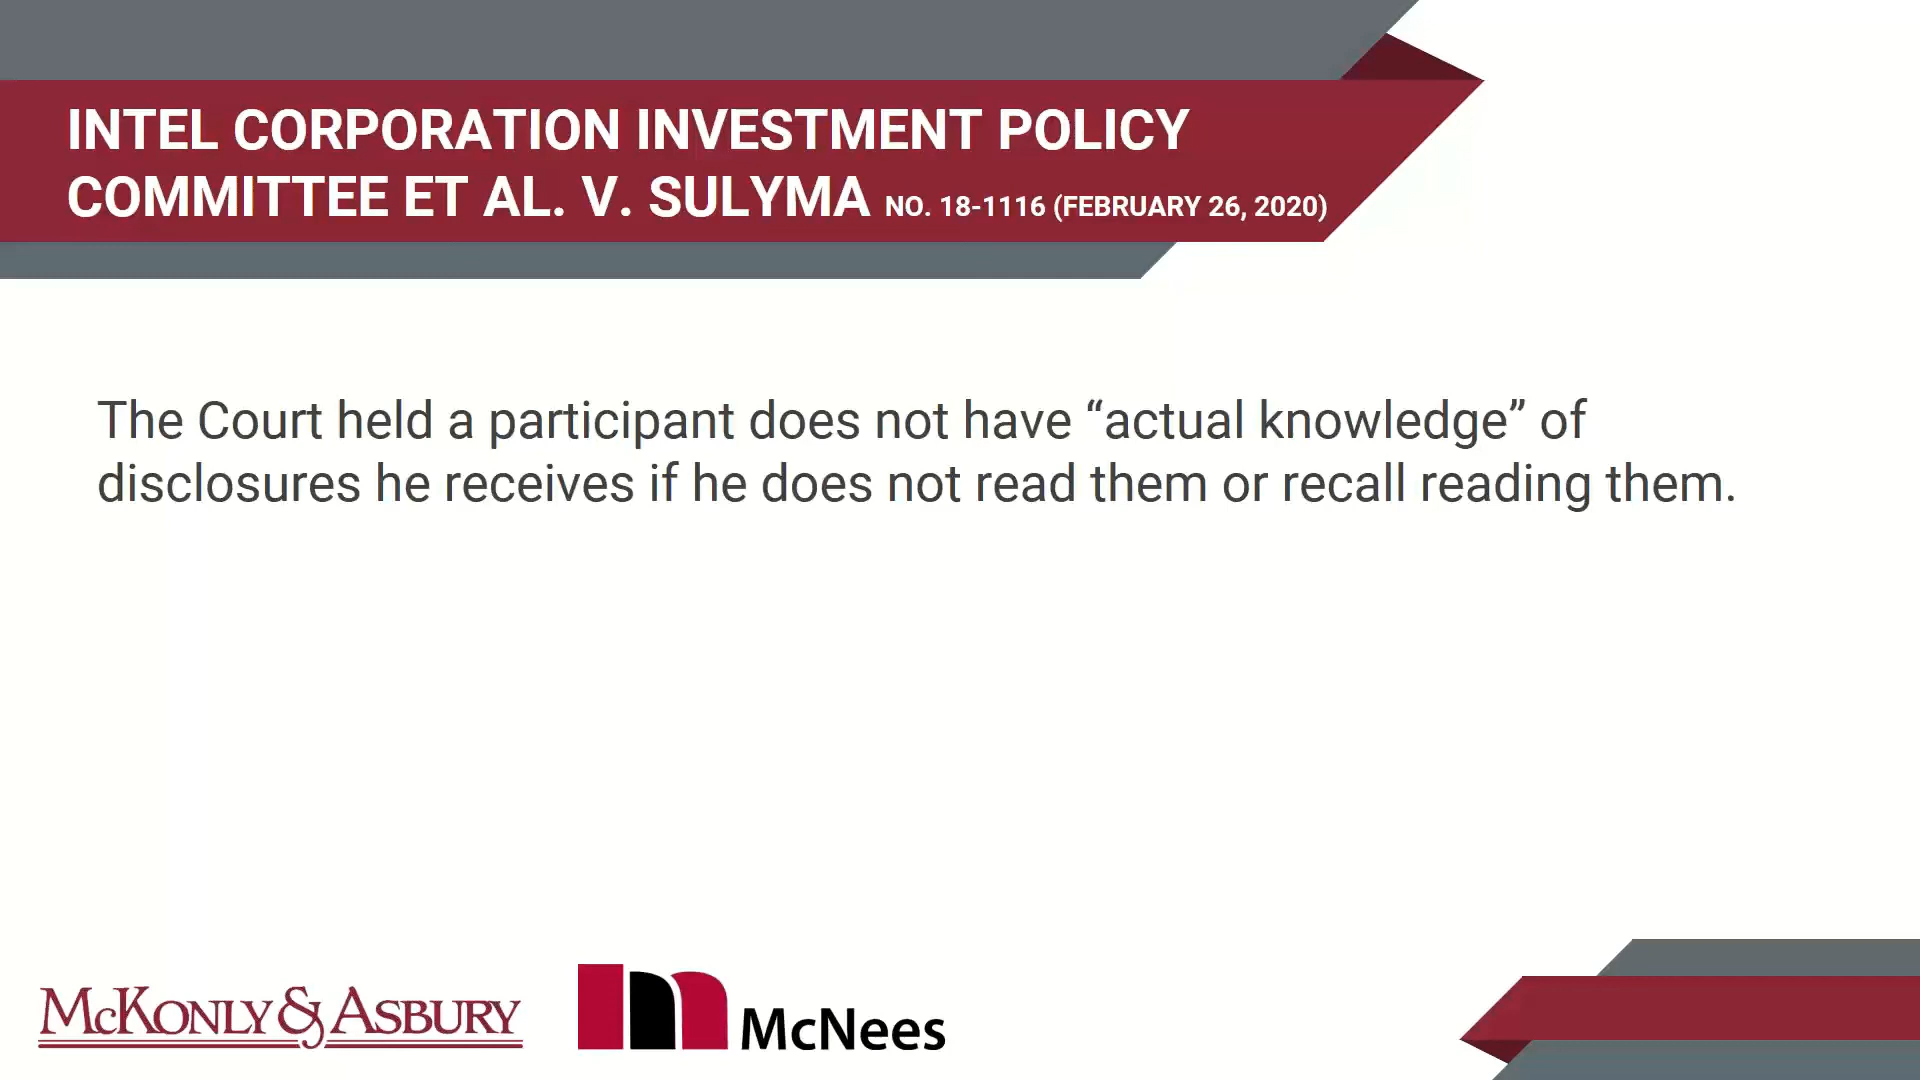 INTEL CORPORATION INVESTMENT POLICY
COMMITTEE ET AL. V. SULYMA NO. 18-1116 (FEBRUARY 26, 2020)
The Court held a participant does not have “actual knowledge” of
disclosures he receives if he does not read them or recall reading them.
McKonly & Asbury
McNees